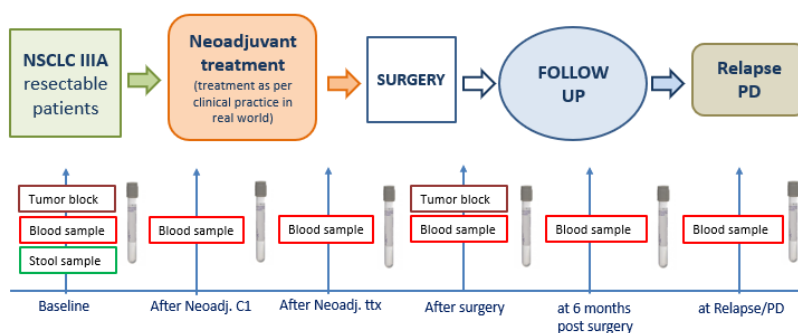 NSCLC IIIA
resectable
patients
Neoadjuvant
treatment
(treatment as per
clinical practice in
real world)
SURGERY
FOLLOW
UP
Relapse
PD
Tumor block
Blood sample
Stool sample
Blood sample
Blood sample
Tumor block
Blood sample
Blood sample
Blood sample
Baseline
After Neoadj. C1
After Neoadj. ttx
After surgery
at 6 months
post surgery
at Relapse/PD